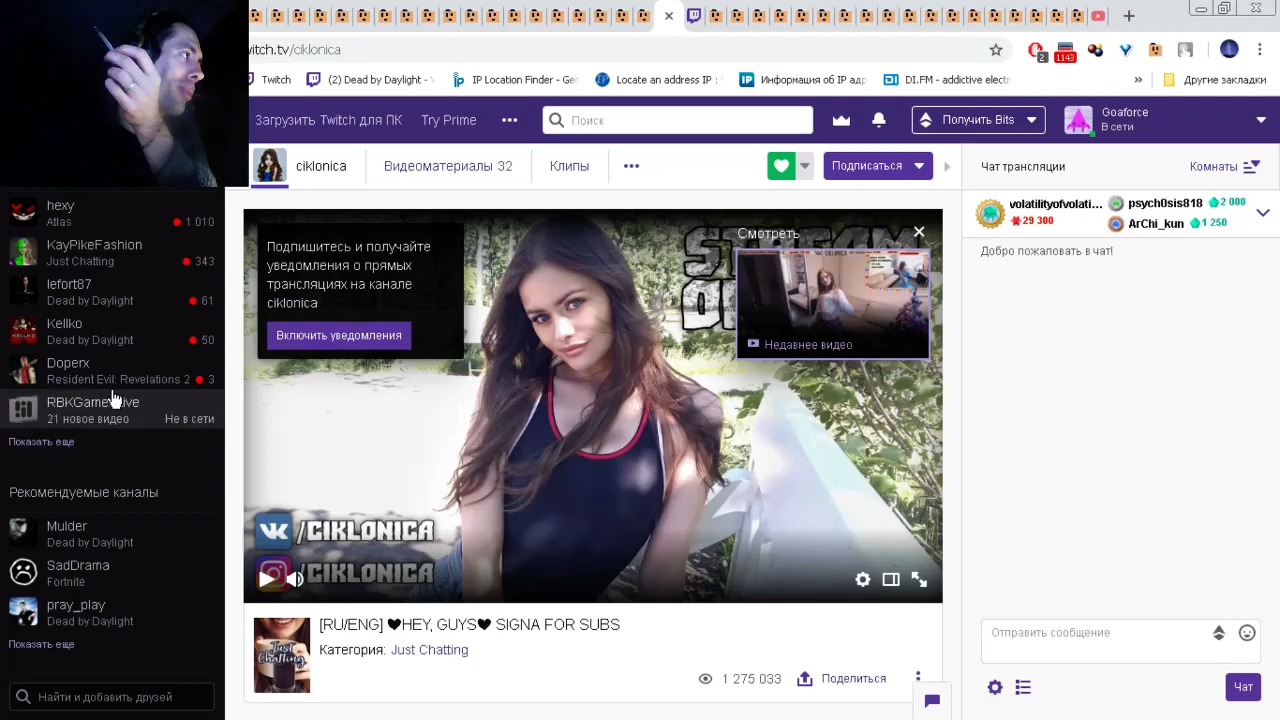 itch.tv/ciklonica
2
1143
Twitch
(2) Dead by Daylight -
IP Location Finder - Ge
Locate an address IP :
Информация об IP ад
DI.FM - addictive elect
»
Другие закладки
Загрузить Twitch для ПК
Try Prime
Поиск
Получить Bits
Goaforce
В сети
ciklonica
Видеоматериалы 32
Клипы
Подписаться
Чат трансляции
Комнаты
volatilityofvolati...
29 300
psych0sis818
2 000
ArChi_kun
1 250
Добро пожаловать в чат!
hexy
Atlas
1 010
KayPikeFashion
Just Chatting
343
lefort87
Dead by Daylight
61
Kellko
Dead by Daylight
50
Doperx
Resident Evil: Revelations 2
3
21 новое видео
Не в сети
Показать еще
Рекомендуемые каналы
Mulder
Dead by Daylight
SadDrama
Fortnite
pray_play
Dead by Daylight
Показать еще
Найти и добавить друзей
Подпишитесь и получайте
уведомления о прямых
трансляциях на канале
ciklonica
Включить уведомления
Смотреть
Недавнее видео
/CIKLONICA
/CIKLONICA
[RU/ENG] ❤HEY, GUYS❤ SIGNA FOR SUBS
Категория: Just Chatting
Just
Chatting
1 275 033
Поделиться
Отправить сообщение
Чат